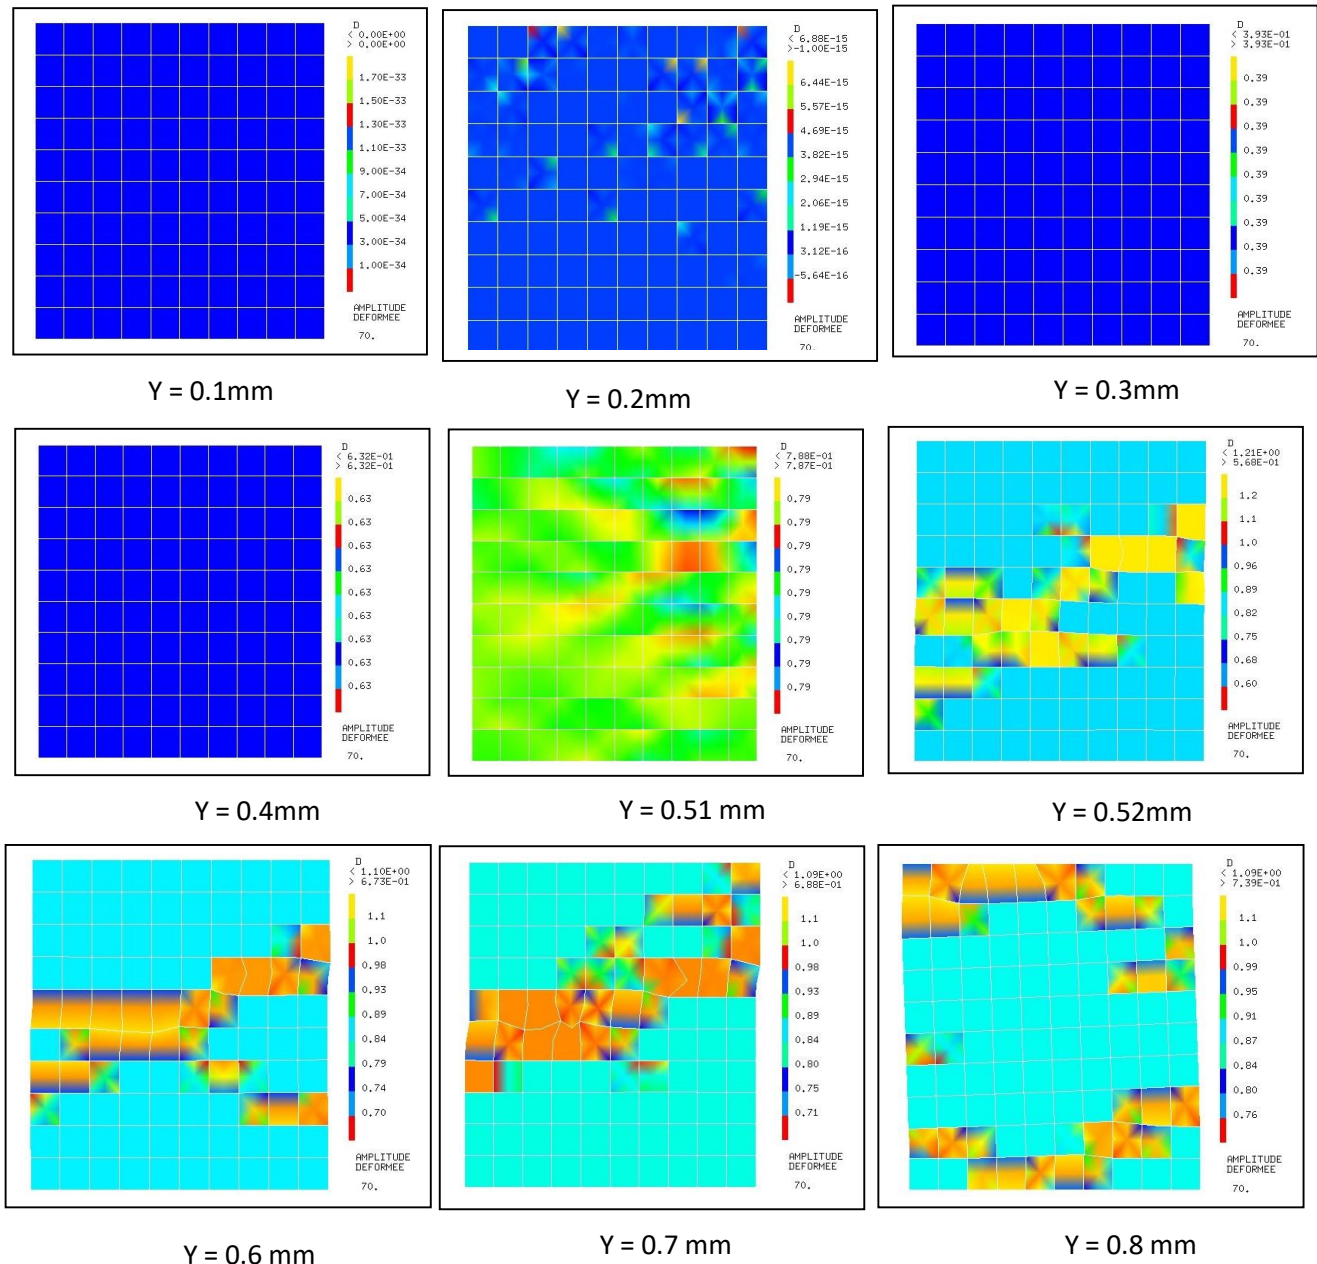 D
< 0.00E+00
> 0.00E+00
1.70E-33
1.50E-33
1.30E-33
1.10E-33
9.00E-34
7.00E-34
5.00E-34
3.00E-34
1.00E-34
AMPLITUDE
DEFORMEE
70.
Y = 0.1mm
D
< 6.88E-15
>-1.00E-15
6.44E-15
5.57E-15
4.69E-15
3.82E-15
2.94E-15
2.06E-15
1.19E-15
3.12E-16
-5.64E-16
AMPLITUDE
DEFORMEE
70.
Y = 0.2mm
D
< 3.93E-01
> 3.93E-01
0.39
0.39
0.39
0.39
0.39
0.39
0.39
0.39
0.39
AMPLITUDE
DEFORMEE
70.
Y = 0.3mm
D
< 6.32E-01
> 6.32E-01
0.63
0.63
0.63
0.63
0.63
0.63
0.63
0.63
0.63
AMPLITUDE
DEFORMEE
70.
Y = 0.4mm
D
< 7.88E-01
> 7.87E-01
0.79
0.79
0.79
0.79
0.79
0.79
0.79
0.79
0.79
AMPLITUDE
DEFORMEE
70.
Y = 0.51 mm
D
< 1.21E+00
> 5.68E-01
1.2
1.1
1.0
0.96
0.89
0.82
0.75
0.68
0.60
AMPLITUDE
DEFORMEE
70.
Y = 0.52mm
D
< 1.10E+00
> 6.73E-01
1.1
1.0
0.98
0.93
0.89
0.84
0.79
0.74
0.70
AMPLITUDE
DEFORMEE
70.
Y = 0.6 mm
D
< 1.09E+00
> 6.88E-01
1.1
1.0
0.98
0.93
0.89
0.84
0.80
0.75
0.71
AMPLITUDE
DEFORMEE
70.
Y = 0.7 mm
D
< 1.09E+00
> 7.39E-01
1.1
1.0
0.99
0.95
0.91
0.87
0.84
0.80
0.76
AMPLITUDE
DEFORMEE
70.
Y = 0.8 mm